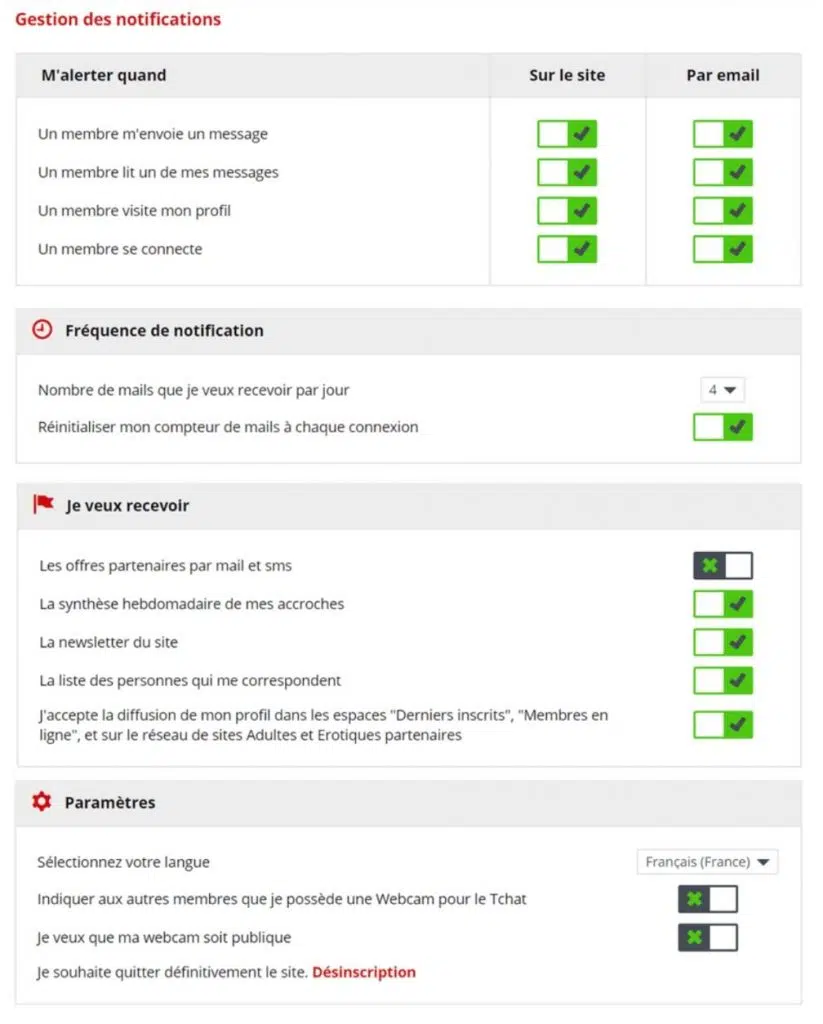 Gestion des notifications
M'alerter quand Sur le site Par email
Un membre m'envoie un message
Un membre lit un de mes messages
Un membre visite mon profil
Un membre se connecte
Fréquence de notification
Nombre de mails que je veux recevoir par jour 4
Réinitialiser mon compteur de mails à chaque connexion
Je veux recevoir
Les offres partenaires par mail et sms
La synthèse hebdomadaire de mes accroches
La newsletter du site
La liste des personnes qui me correspondent
J'accepte la diffusion de mon profil dans les espaces "Derniers inscrits", "Membres en
ligne", et sur le réseau de sites Adultes et Erotiques partenaires
Paramètres
Sélectionnez votre langue Français (France)
Indiquer aux autres membres que je possède une Webcam pour le Tchat
Je veux que ma webcam soit publique
Je souhaite quitter définitivement le site. Désinscription